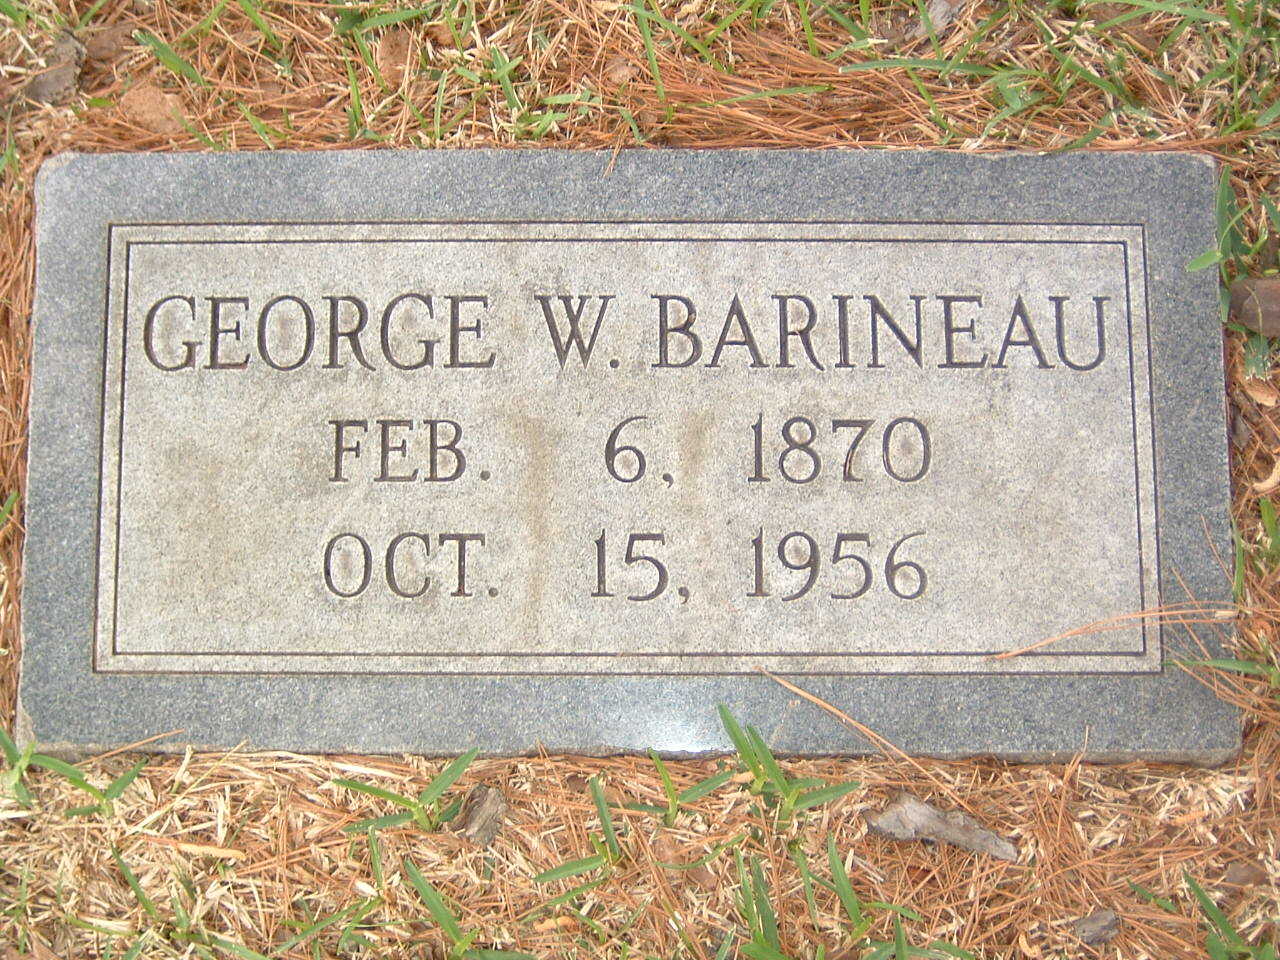 GEORGE W. BARINEAU
FEB. 6, 1870
OCT. 15, 1956